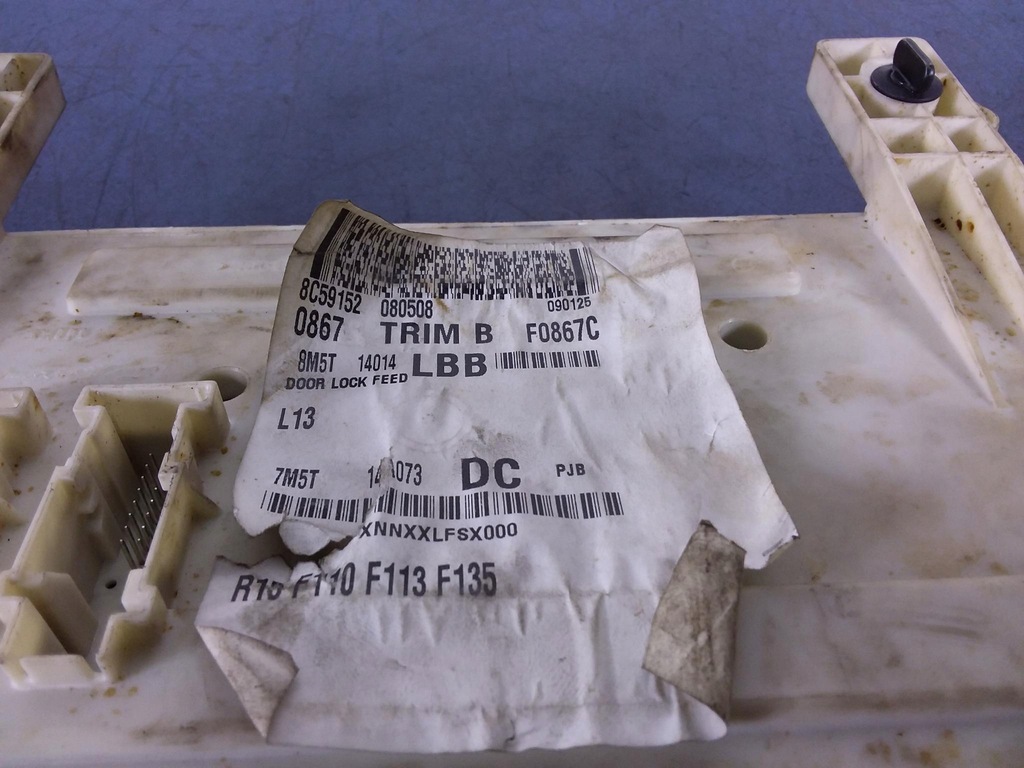 8C59152 080508 090125
0867 TRIM B F0867C
8M5T 14014 LBB
DOOR LOCK FEED
L13
7M5T DC PJB
XNNXXLFSX000
F110 F113 F135